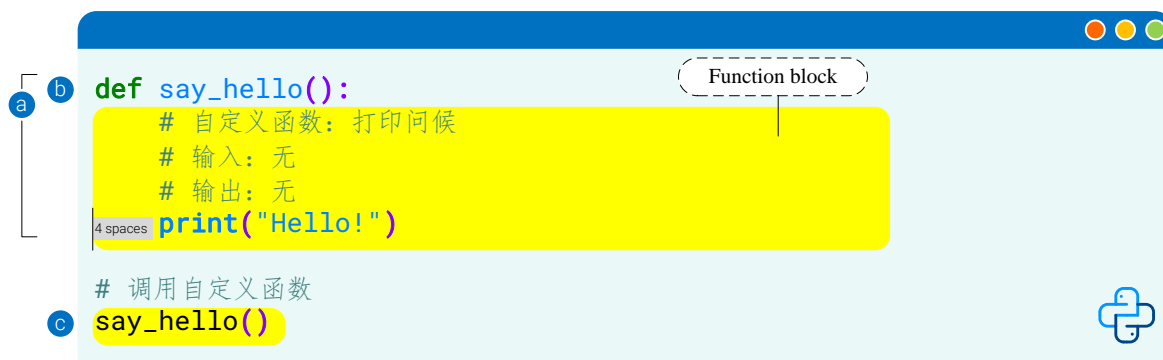 Function block
a
b def say_hello():
# 自定义函数：打印问候
# 输入：无
# 输出：无
4 spaces print("Hello!")
# 调用自定义函数
c say_hello()